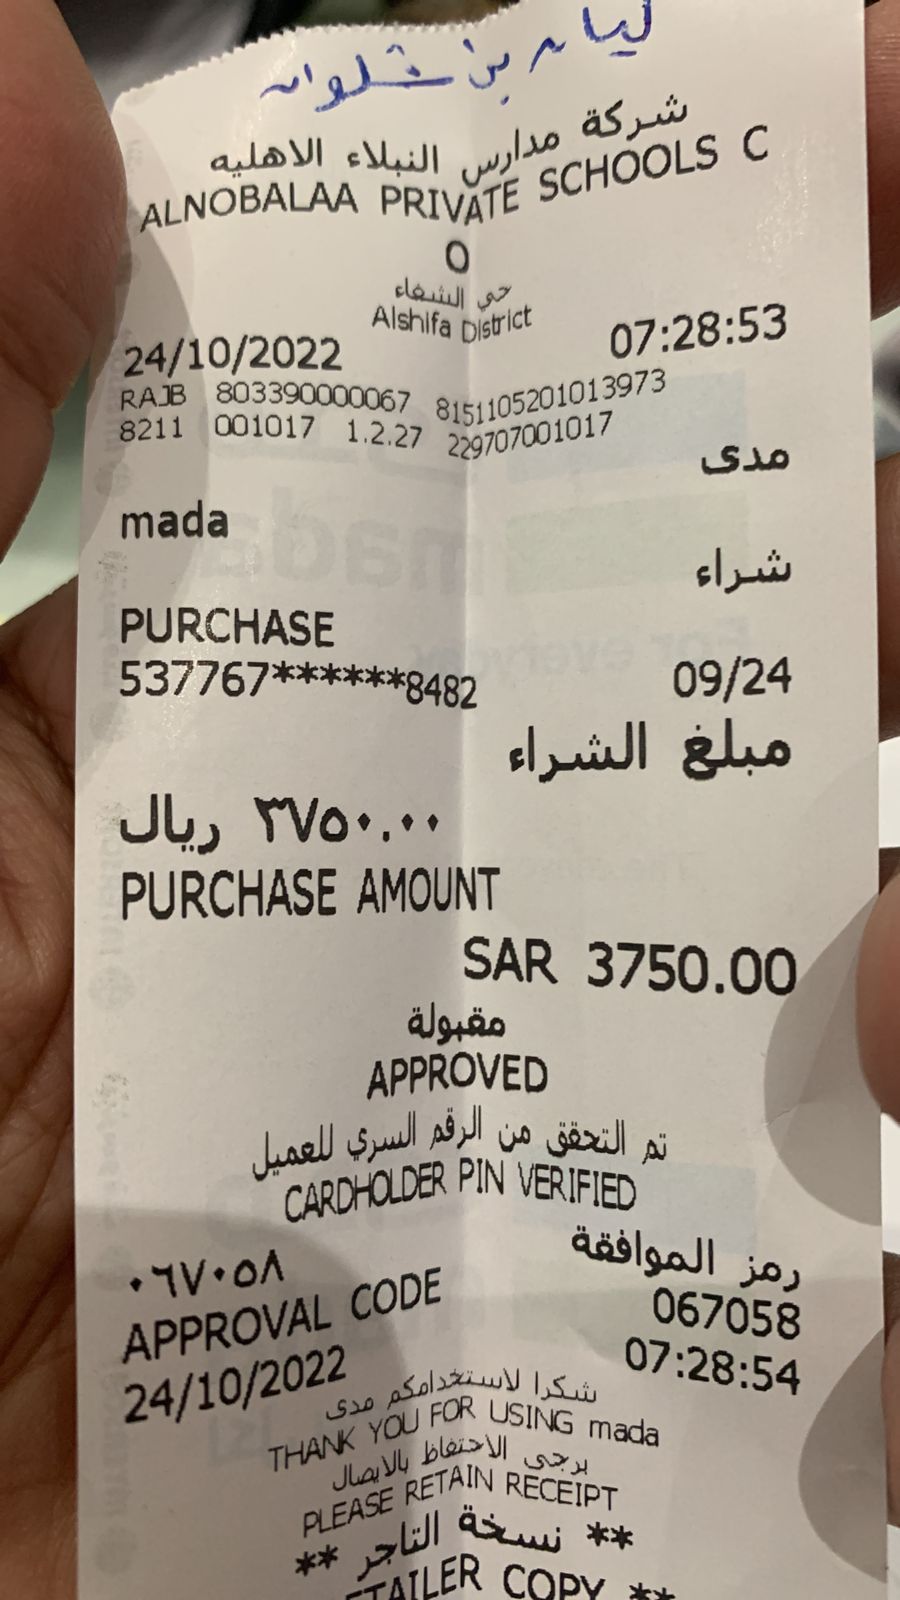 ليان بن شلوان
شركة مدارس النبلاء الاهليه
ALNOBALAA PRIVATE SCHOOLS C
O
حي الشفاء
Alshifa District
24/10/2022 07:28:53
RAJB 803390000067 8151105201013973
8211 001017 1.2.27 229707001017
مدى
mada
شراء
PURCHASE
537767******8482 09/24
مبلغ الشراء
٣٧٥٠.٠٠ ريال
PURCHASE AMOUNT
SAR 3750.00
مقبولة
APPROVED
تم التحقق من الرقم السري للعميل
CARDHOLDER PIN VERIFIED
رمز الموافقة
٠٦٧٠٥٨
067058
APPROVAL CODE
24/10/2022 07:28:54
شكرا لاستخدامكم مدى
THANK YOU FOR USING mada
يرجى الاحتفاظ بالايصال
PLEASE RETAIN RECEIPT
** نسخة التاجر **
ETAILER COPY **